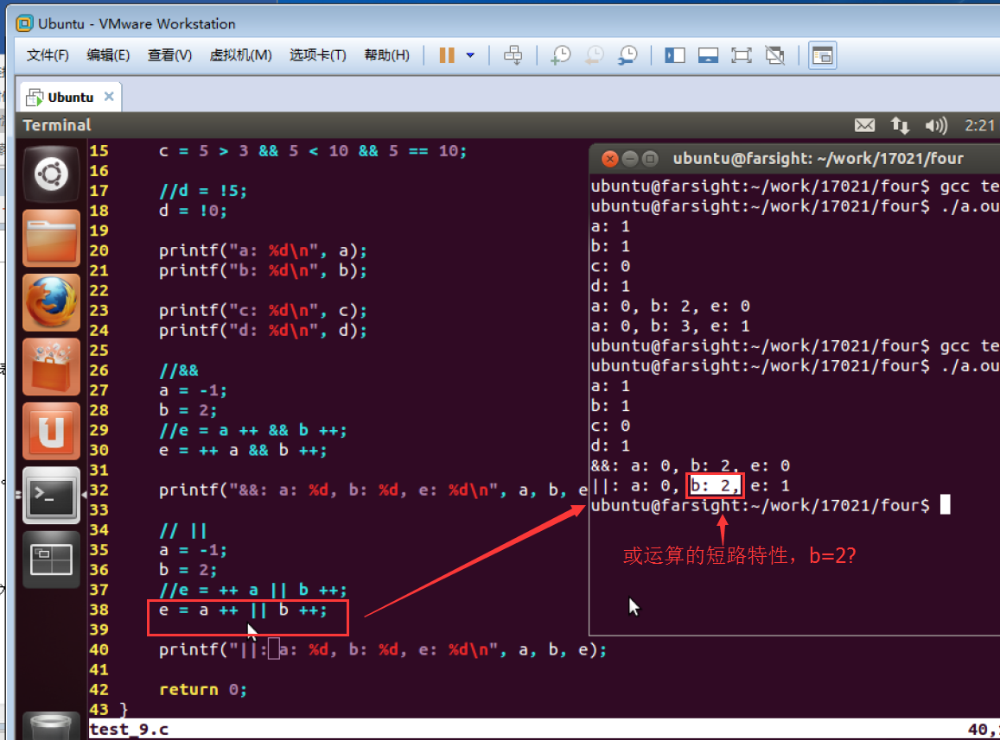 Ubuntu - VMware Workstation
文件(F) 编辑(E) 查看(V) 虚拟机(M) 选项卡(T) 帮助(H)
Ubuntu
Terminal
2:21
15 c = 5 > 3 && 5 < 10 && 5 == 10;
16
17 //d = !5;
18 d = !0;
19
20 printf("a: %d\n", a);
21 printf("b: %d\n", b);
22
23 printf("c: %d\n", c);
24 printf("d: %d\n", d);
25
26 //&&
27 a = -1;
28 b = 2;
29 //e = a ++ && b ++;
30 e = ++ a && b ++;
31
32 printf("&&: a: %d, b: %d, e: %d\n", a, b, e
33
34 // ||
35 a = -1;
36 b = 2;
37 //e = ++ a || b ++;
38 e = a ++ || b ++;
39
40 printf("||: a: %d, b: %d, e: %d\n", a, b, e);
41
42 return 0;
43 }
test_9.c
40,
ubuntu@farsight: ~/work/17021/four
ubuntu@farsight:~/work/17021/four$ gcc te
ubuntu@farsight:~/work/17021/four$ ./a.ou
a: 1
b: 1
c: 0
d: 1
a: 0, b: 2, e: 0
a: 0, b: 3, e: 1
ubuntu@farsight:~/work/17021/four$ gcc te
ubuntu@farsight:~/work/17021/four$ ./a.ou
a: 1
b: 1
c: 0
d: 1
&&: a: 0, b: 2, e: 0
||: a: 0, b: 2, e: 1
ubuntu@farsight:~/work/17021/four$
或运算的短路特性，b=2?